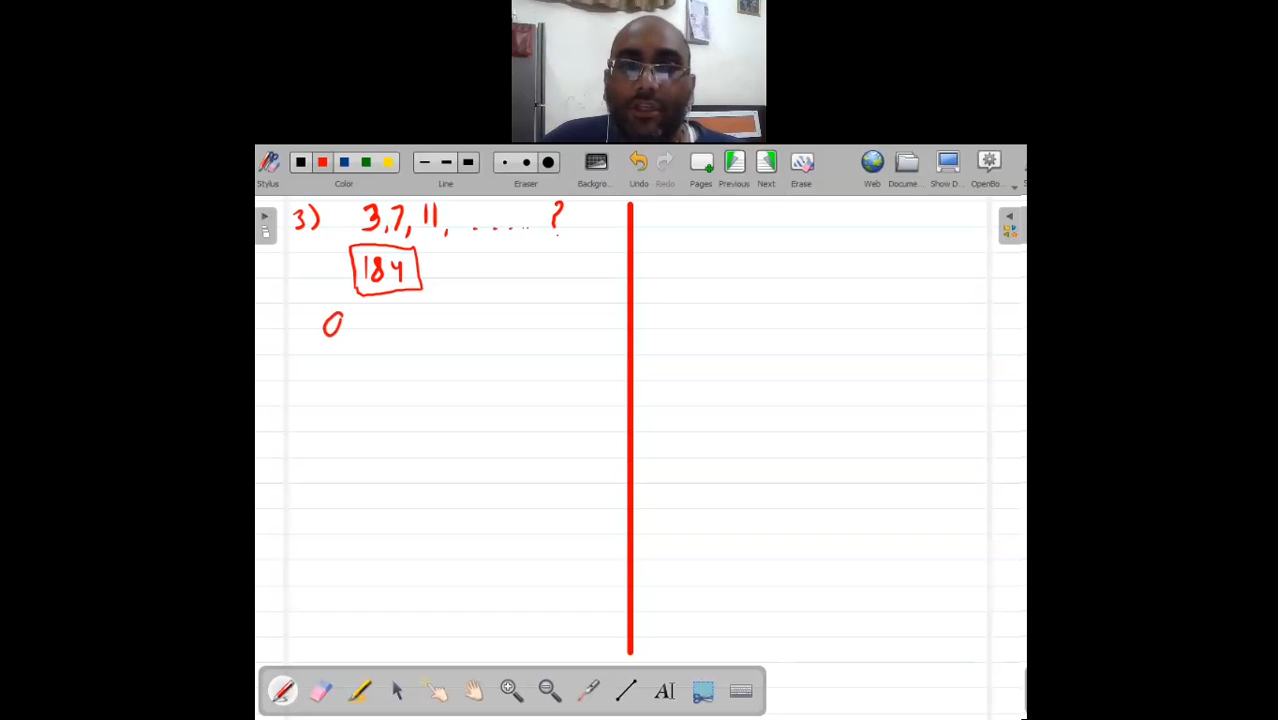 Stylus
Color
Line
Eraser
Backgro...
Undo
Redo
Pages
Previous
Next
Erase
Web
Docume...
Show D...
OpenBo...
3) 3,7,11, ...... ?
184
0
AI